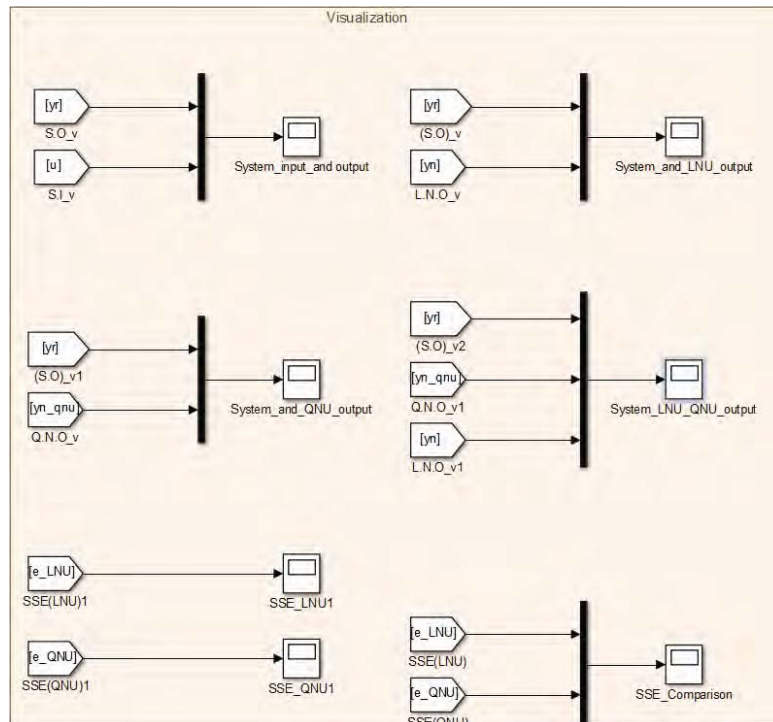 Visualization
[yr]
S.O_v
[u]
S.I_v
System_input_and output
[yr]
(S.O)_v
[yn]
L.N.O_v
System_and_LNU_output
[yr]
(S.O)_v1
[yn_qnu]
Q.N.O_v
System_and_QNU_output
[yr]
(S.O)_v2
[yn_qnu]
Q.N.O_v1
[yn]
L.N.O_v1
System_LNU_QNU_output
[e_LNU]
SSE(LNU)1
SSE_LNU1
[e_QNU]
SSE(QNU)1
SSE_QNU1
[e_LNU]
SSE(LNU)
[e_QNU]
SSE(QNU)
SSE_Comparison